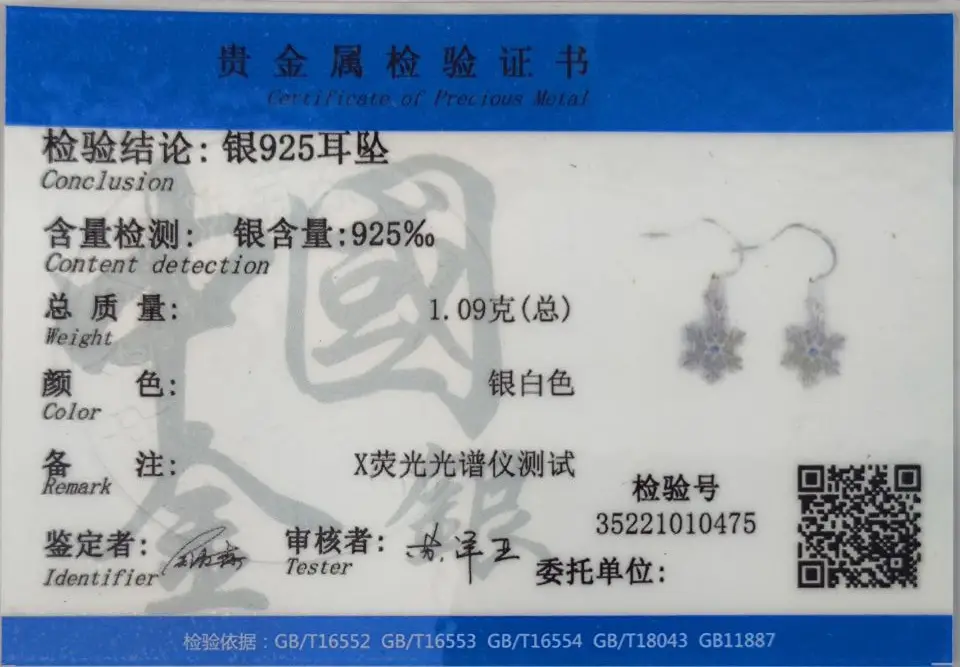 贵金属检验证书
Certificate of Precious Metal
检验结论: 银925耳坠
Conclusion
含量检测: 银含量:925‰
Content detection
总质量: 1.09克(总)
Weight
颜色: 银白色
Color
备注: X荧光光谱仪测试
Remark
检验号
35221010475
鉴定者:
Identifier
审核者:
Tester
委托单位:
中國
金銀
检验依据：GB/T16552 GB/T16553 GB/T16554 GB/T18043 GB11887